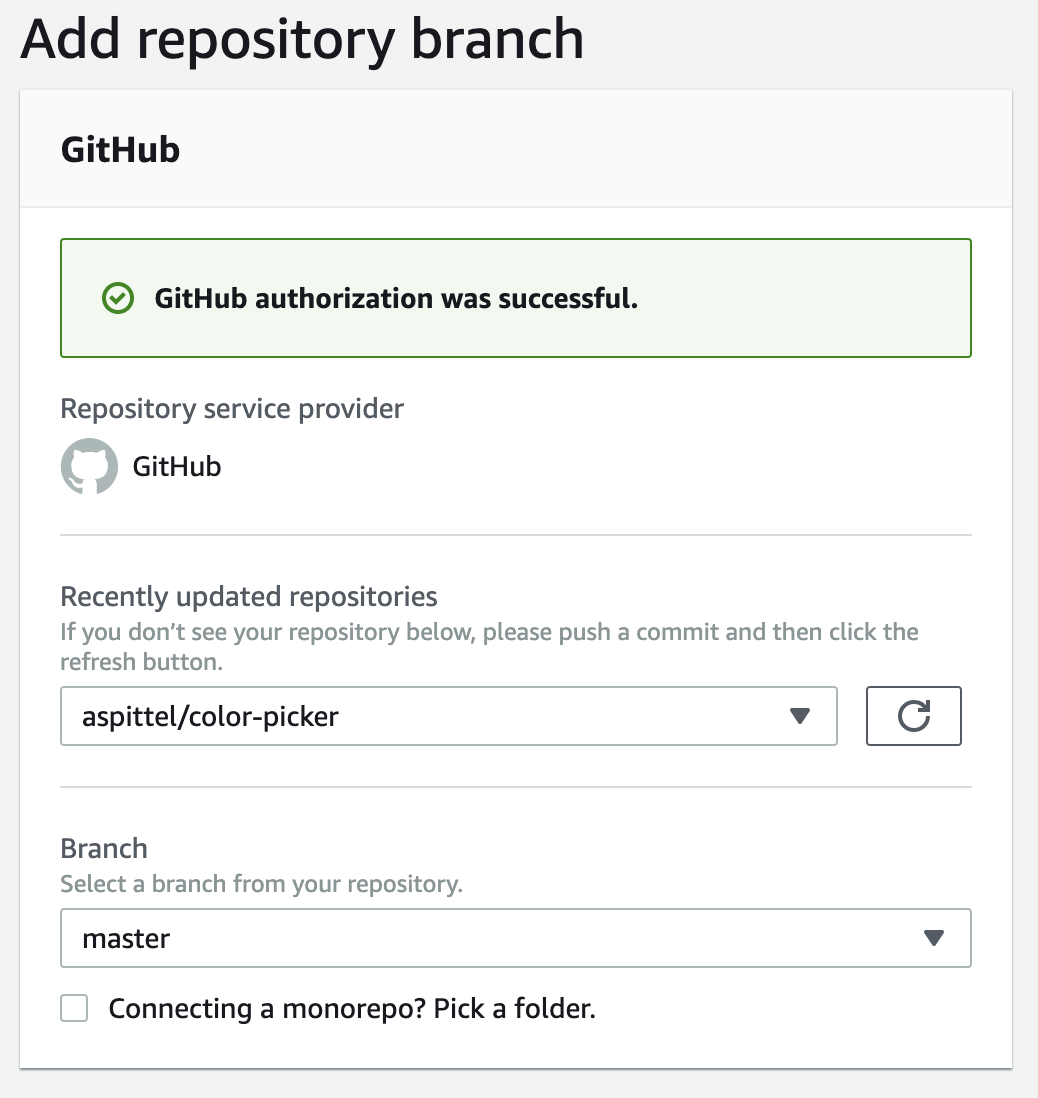 Add repository branch
GitHub
GitHub authorization was successful.
Repository service provider
GitHub
Recently updated repositories
If you don’t see your repository below, please push a commit and then click the
refresh button.
aspittel/color-picker
Branch
Select a branch from your repository.
master
Connecting a monorepo? Pick a folder.